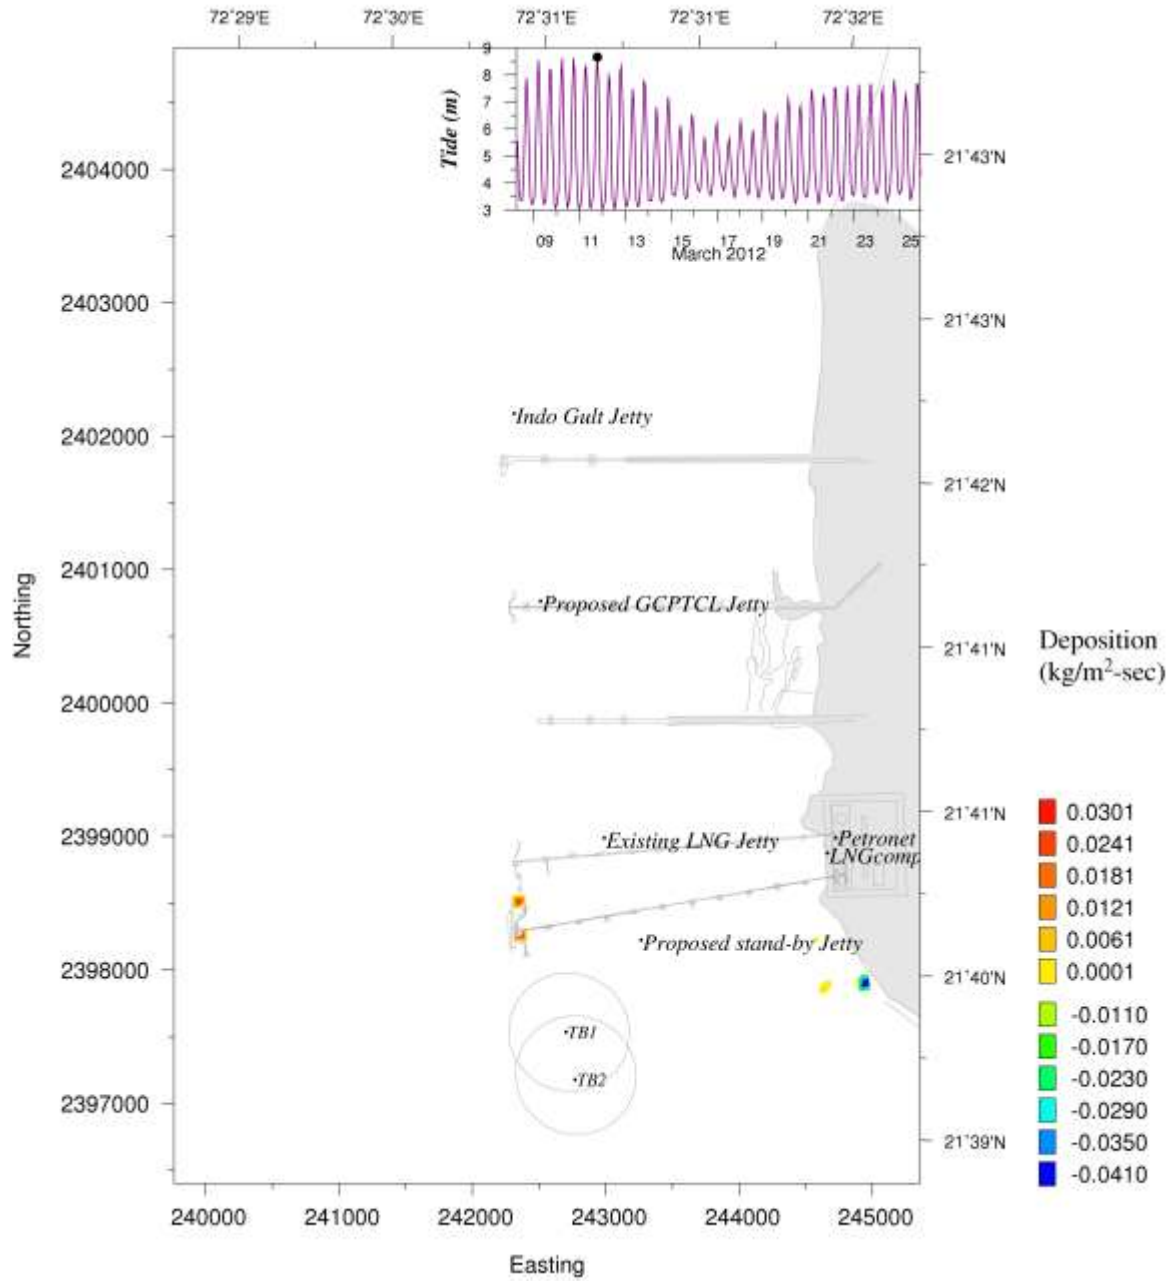 72°29'E 72°30'E 72°31'E 72°31'E 72°32'E
9
8
7
6
5
4
3
Tide (m)
09 11 13 15 17 19 21 23 25
March 2012
2404000
2403000
2402000
2401000
2400000
2399000
2398000
2397000
Northing
21°43'N
21°43'N
21°42'N
21°41'N
21°41'N
21°40'N
21°39'N
Indo Gult Jetty
Proposed GCPTCL Jetty
Existing LNG Jetty
Petronet
LNGcomp
Proposed stand-by Jetty
TB1
TB2
240000 241000 242000 243000 244000 245000
Easting
Deposition
(kg/m²-sec)
0.0301
0.0241
0.0181
0.0121
0.0061
0.0001
-0.0110
-0.0170
-0.0230
-0.0290
-0.0350
-0.0410